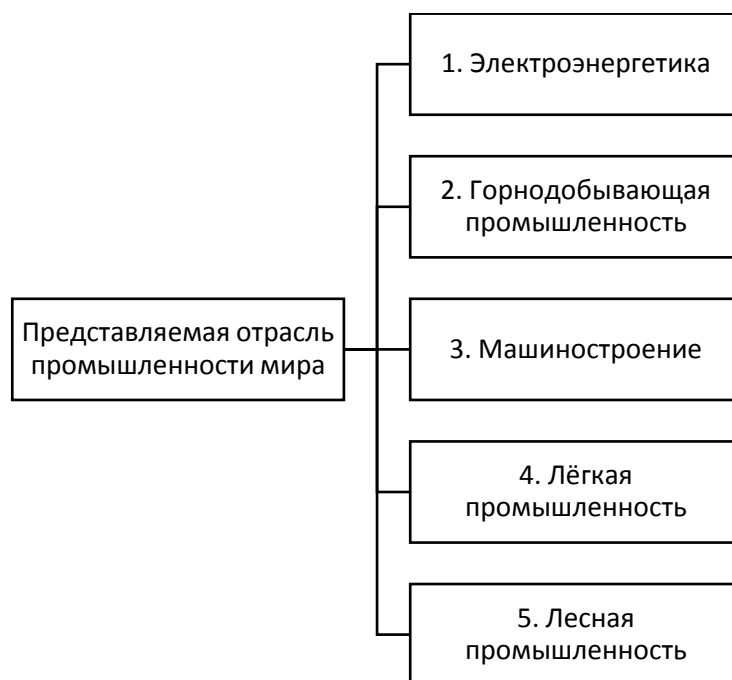 1. Электроэнергетика
2. Горнодобывающая
промышленность
Представляемая отрасль
промышленности мира
3. Машиностроение
4. Лёгкая
промышленность
5. Лесная
промышленность